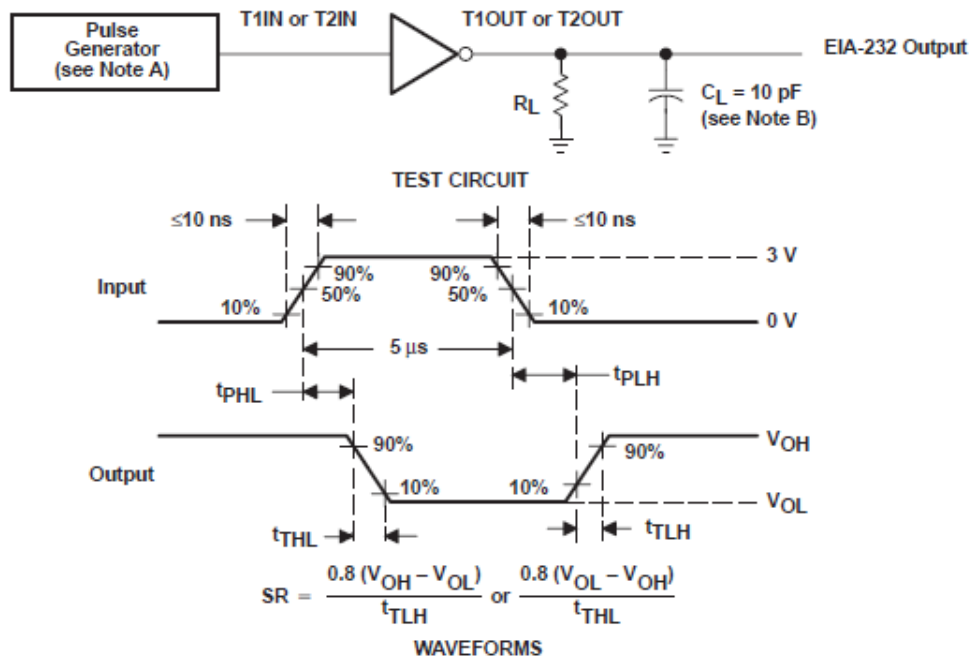 T1IN or T2IN
T1OUT or T2OUT
Pulse
Generator
(see Note A)
EIA-232 Output
RL
CL = 10 pF
(see Note B)
TEST CIRCUIT
≤10 ns
≤10 ns
3 V
Input
90%
90%
50%
50%
10%
10%
0 V
5 μs
tPHL
tPLH
VOH
90%
90%
Output
10%
10%
VOL
tTHL
tTLH
SR = 0.8 (VOH – VOL) / tTLH or 0.8 (VOL – VOH) / tTHL
WAVEFORMS